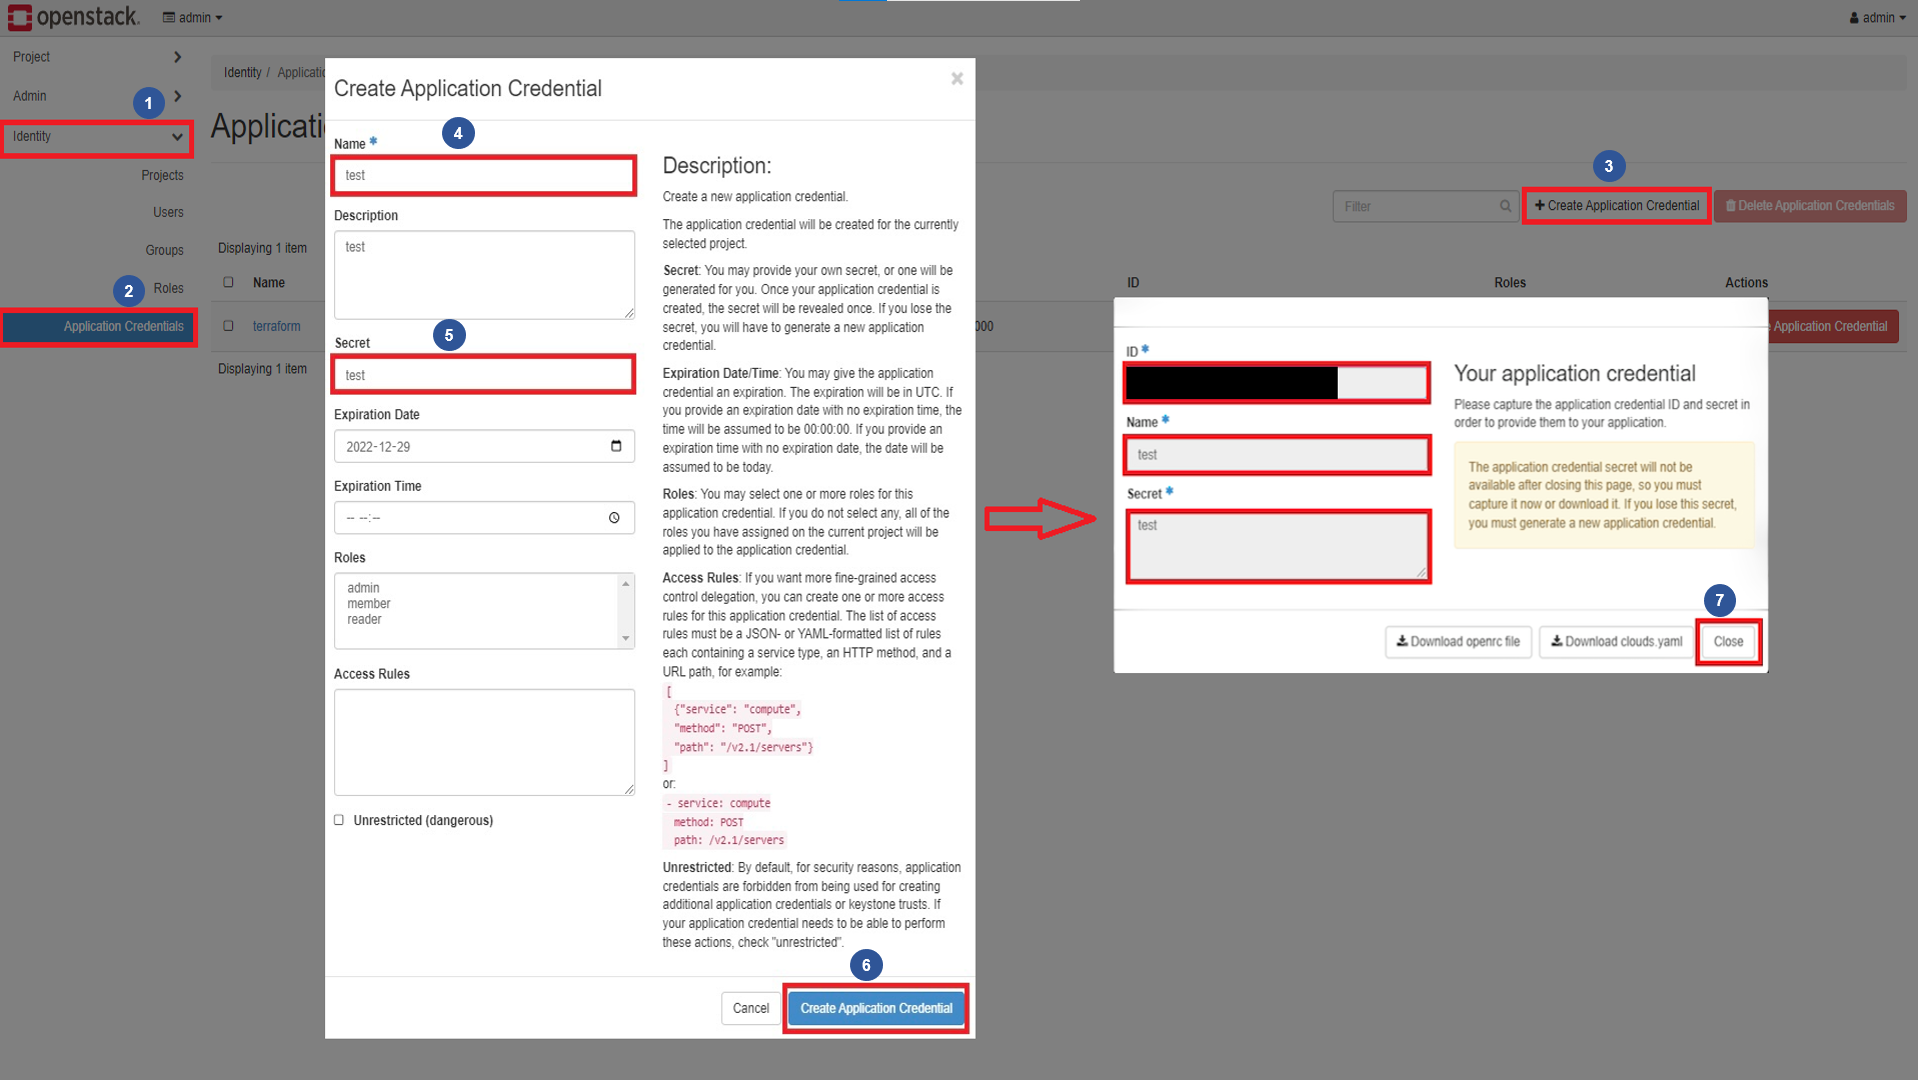 openstack. admin admin
Project
Admin
1
Identity
Projects
Users
Groups
2
Roles
Application Credentials
Identity / Applicatio
Applicati
3
Filter
+ Create Application Credential
Delete Application Credentials
Displaying 1 item
Name ID Roles Actions
terraform 000 Application Credential
Displaying 1 item
Create Application Credential
×
4
Name *
test
Description
test
5
Secret
test
Expiration Date
2022-12-29
Expiration Time
-- --:--
Roles
admin
member
reader
Access Rules
Unrestricted (dangerous)
Description:
Create a new application credential.
The application credential will be created for the currently
selected project.
Secret: You may provide your own secret, or one will be
generated for you. Once your application credential is
created, the secret will be revealed once. If you lose the
secret, you will have to generate a new application
credential.
Expiration Date/Time: You may give the application
credential an expiration. The expiration will be in UTC. If
you provide an expiration date with no expiration time, the
time will be assumed to be 00:00:00. If you provide an
expiration time with no expiration date, the date will be
assumed to be today.
Roles: You may select one or more roles for this
application credential. If you do not select any, all of the
roles you have assigned on the current project will be
applied to the application credential.
Access Rules: If you want more fine-grained access
control delegation, you can create one or more access
rules for this application credential. The list of access
rules must be a JSON- or YAML-formatted list of rules
each containing a service type, an HTTP method, and a
URL path, for example:
[
{"service": "compute",
"method": "POST",
"path": "/v2.1/servers"}
]
or:
- service: compute
method: POST
path: /v2.1/servers
Unrestricted: By default, for security reasons, application
credentials are forbidden from being used for creating
additional application credentials or keystone trusts. If
your application credential needs to be able to perform
these actions, check "unrestricted".
6
Cancel
Create Application Credential
ID *
Name *
test
Secret *
test
Your application credential
Please capture the application credential ID and secret in
order to provide them to your application.
The application credential secret will not be
available after closing this page, so you must
capture it now or download it. If you lose this secret,
you must generate a new application credential.
7
Download openrc file
Download clouds.yaml
Close